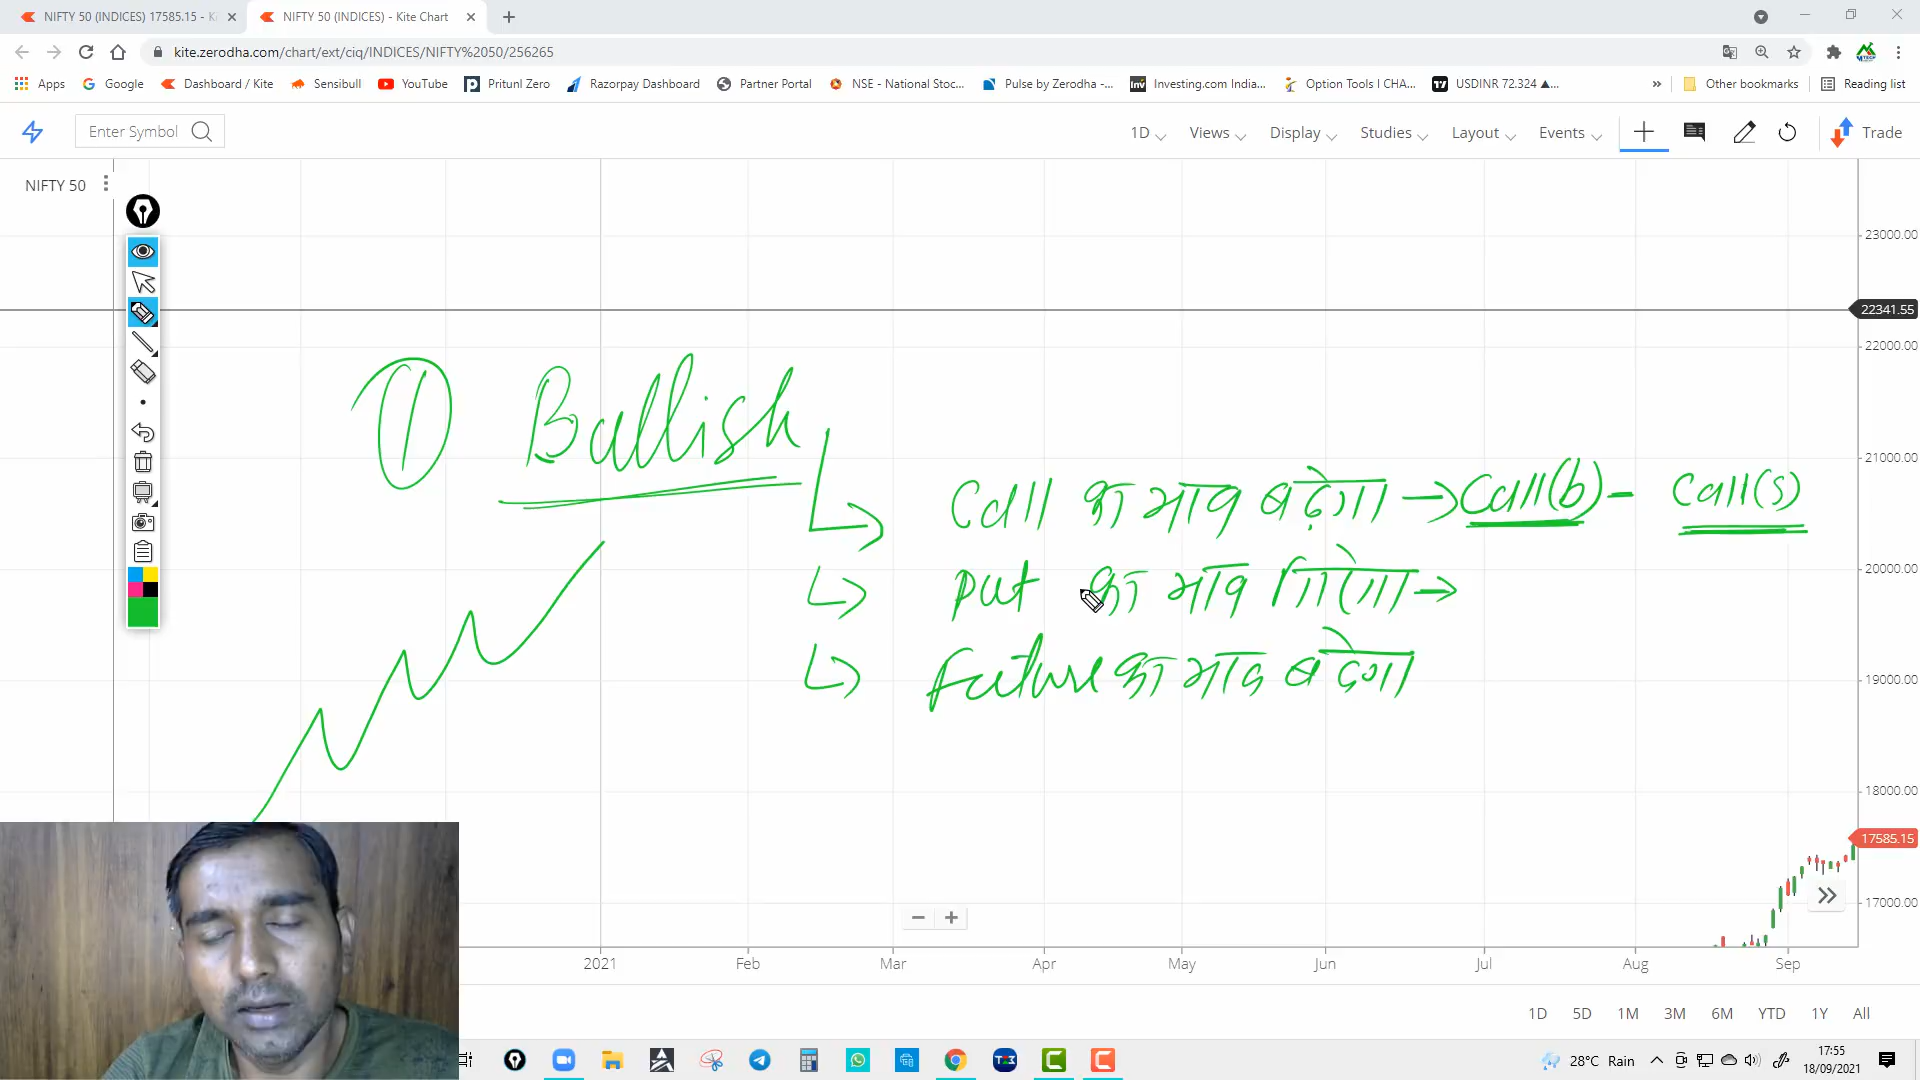 NIFTY 50 (INDICES) 17585.15 - Ki
NIFTY 50 (INDICES) - Kite Chart
kite.zerodha.com/chart/ext/ciq/INDICES/NIFTY%2050/256265
Apps Google Dashboard / Kite Sensibull YouTube Pritunl Zero Razorpay Dashboard Partner Portal NSE - National Stoc... Pulse by Zerodha -... Investing.com India... Option Tools I CHA... USDINR 72.324 ▲... » Other bookmarks Reading list
Enter Symbol 1D Views Display Studies Layout Events Trade
NIFTY 50
23000.00
22341.55
22000.00
21000.00
20000.00
19000.00
18000.00
17585.15
17000.00
① Bullish
Call का भाव बढेगा → Call(b) - Call(s)
Put का भाव गिरेगा →
Future का भाव बढेगा
2021 Feb Mar Apr May Jun Jul Aug Sep
1D 5D 1M 3M 6M YTD 1Y All
28°C Rain
17:55
18/09/2021